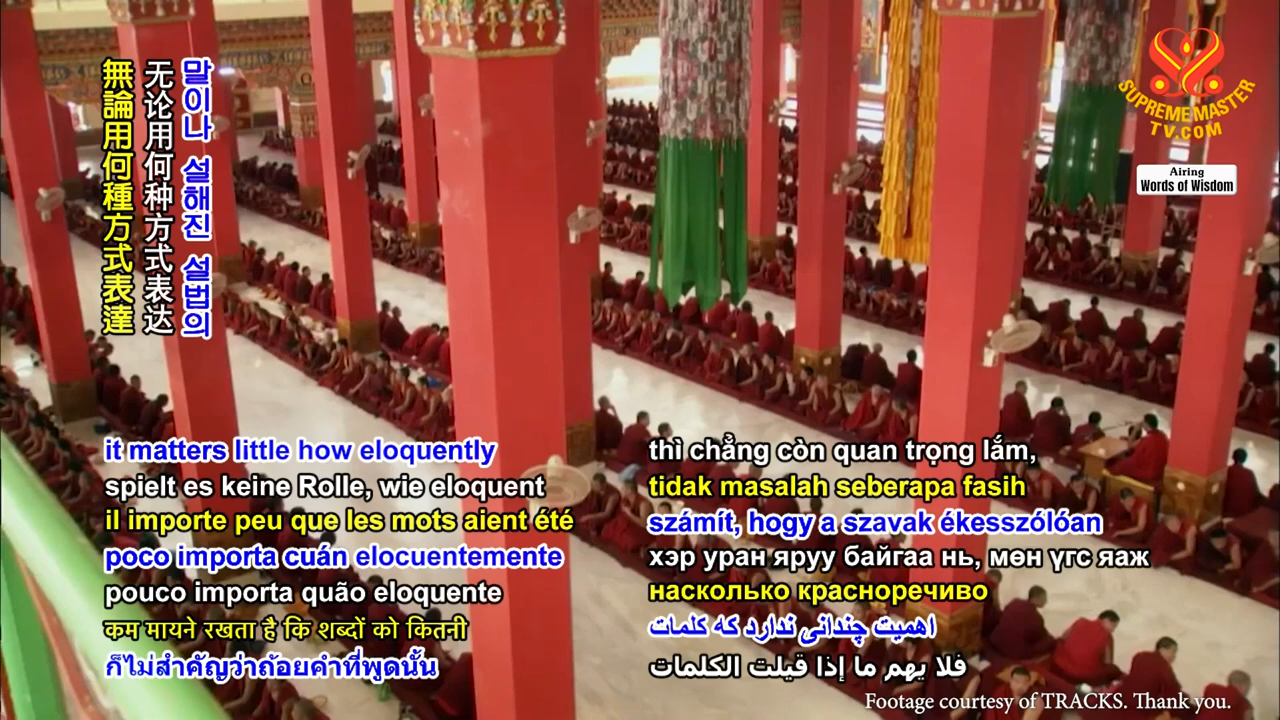 말이나 설해진 설법의
无论用何种方式表达
無論用何種方式表達
SUPREME MASTER
TV.COM
Airing
Words of Wisdom
it matters little how eloquently
spielt es keine Rolle, wie eloquent
il importe peu que les mots aient été
poco importa cuán elocuentemente
pouco importa quão eloquente
कम मायने रखता है कि शब्दों को कितनी
ก็ไม่สำคัญว่าถ้อยคำที่พูดนั้น
thì chẳng còn quan trọng lắm,
tidak masalah seberapa fasih
számít, hogy a szavak ékesszólóan
хэр уран яруу байгаа нь, мөн үгс яаж
насколько красноречиво
اهمیت چندانی ندارد که کلمات
فلا يهم ما إذا قيلت الكلمات
Footage courtesy of TRACKS. Thank you.